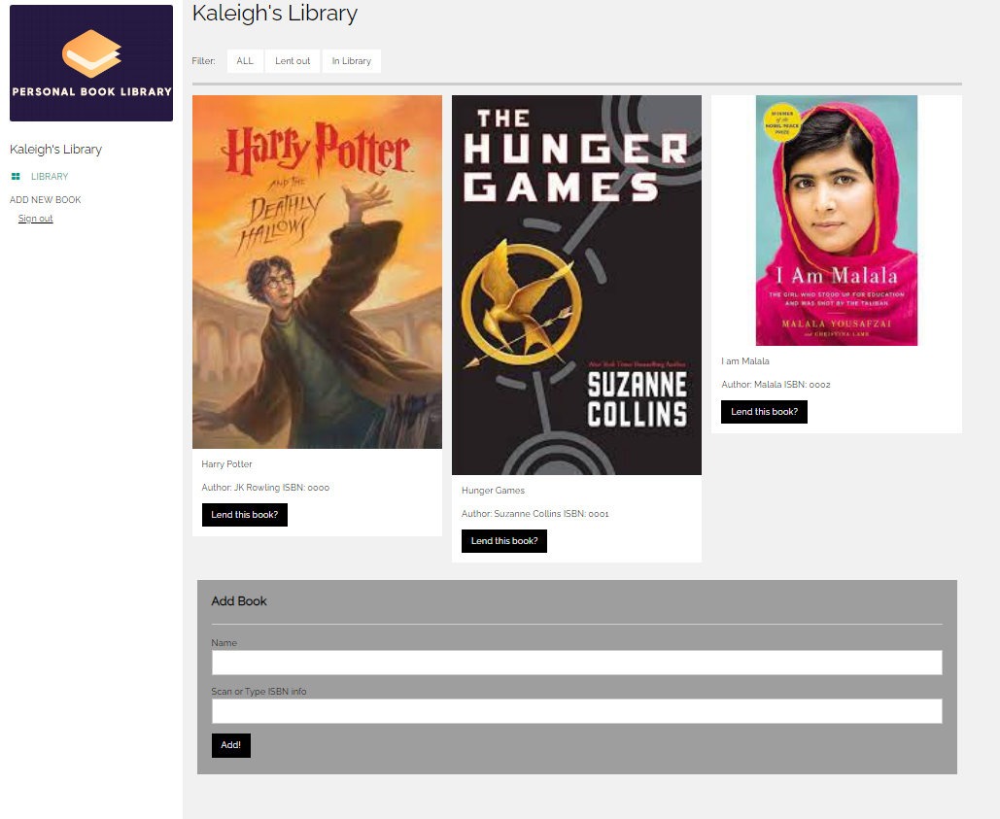 PERSONAL BOOK LIBRARY
Kaleigh's Library
LIBRARY
ADD NEW BOOK
Sign out
Kaleigh's Library
Filter:
ALL
Lent out
In Library
Harry Potter
AND THE
DEATHLY
HALLOWS
Harry Potter
Author: JK Rowling ISBN: 0000
Lend this book?
THE
HUNGER
GAMES
New York Times Bestselling Author
SUZANNE
COLLINS
Hunger Games
Author: Suzanne Collins ISBN: 0001
Lend this book?
WINNER
of the
NOBEL PEACE
PRIZE
I Am Malala
THE GIRL WHO STOOD UP FOR EDUCATION
AND WAS SHOT BY THE TALIBAN
MALALA YOUSAFZAI
and CHRISTINA LAMB
I am Malala
Author: Malala ISBN: 0002
Lend this book?
Add Book
Name
Scan or Type ISBN info
Add!